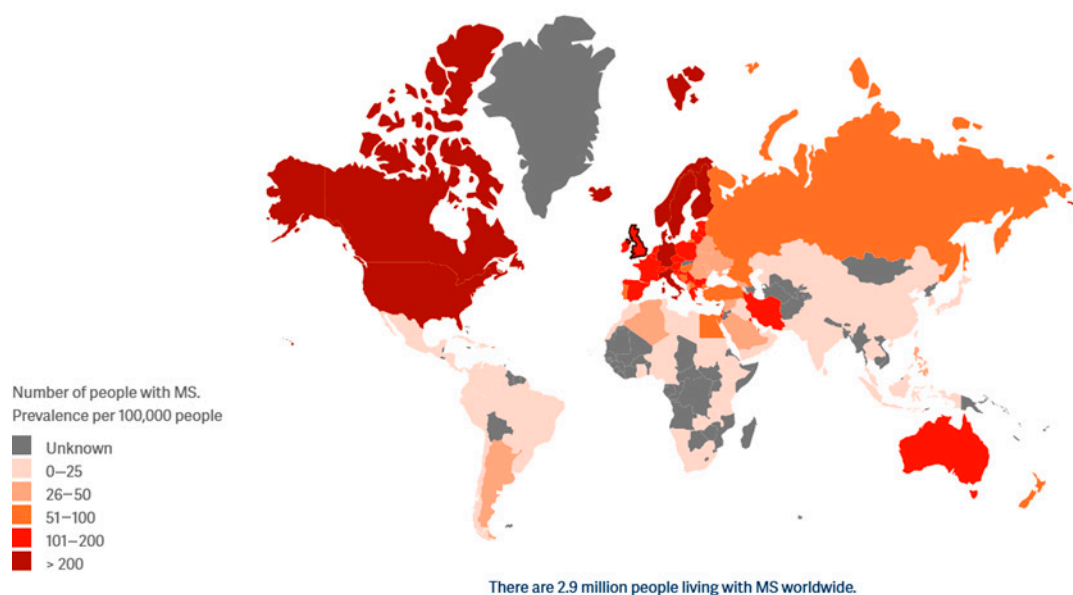 Number of people with MS.
Prevalence per 100,000 people
Unknown
0–25
26–50
51–100
101–200
> 200
There are 2.9 million people living with MS worldwide.